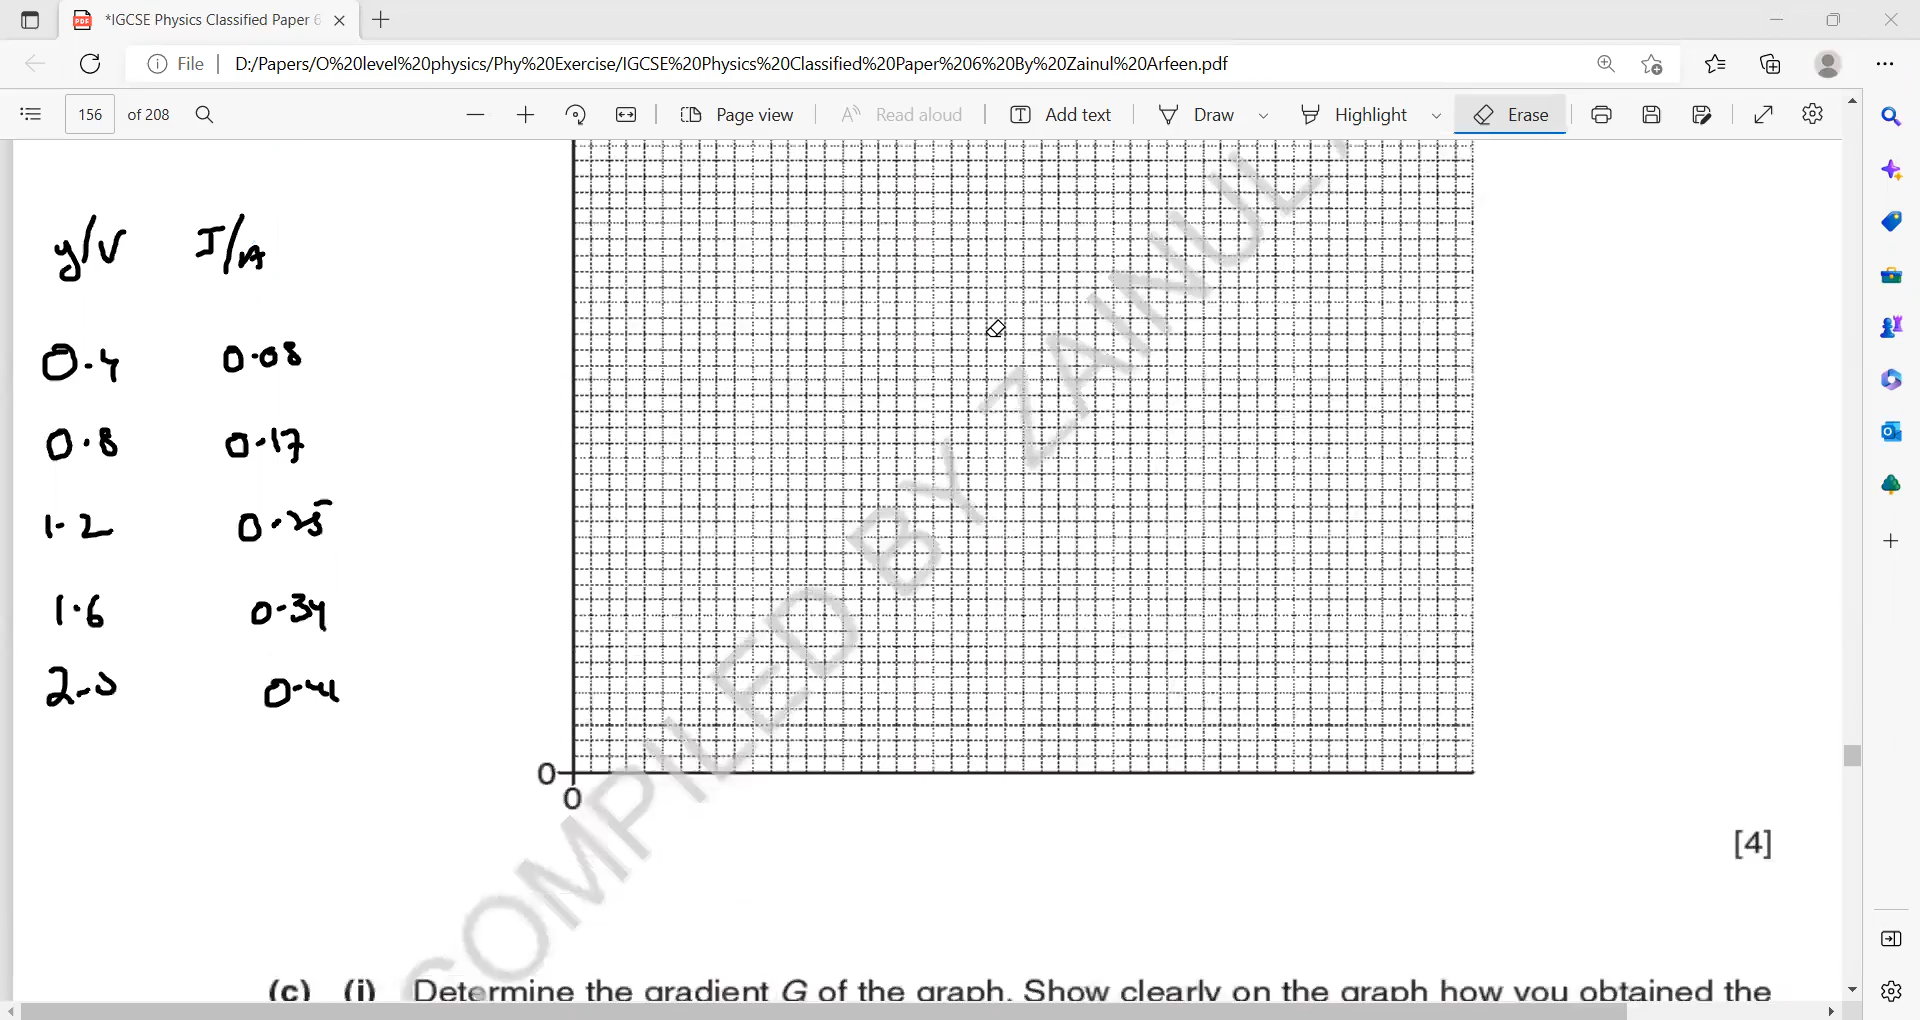 *IGCSE Physics Classified Paper 6
File
D:/Papers/O%20level%20physics/Phy%20Exercise/IGCSE%20Physics%20Classified%20Paper%206%20By%20Zainul%20Arfeen.pdf
156 of 208
Page view
Read aloud
Add text
Draw
Highlight
Erase
y/V I/A
0.4 0.08
0.8 0.17
1.2 0.25
1.6 0.34
2.0 0.41
COMPILED BY ZAINUL
0
0
[4]
(c) (i) Determine the gradient G of the graph. Show clearly on the graph how you obtained the